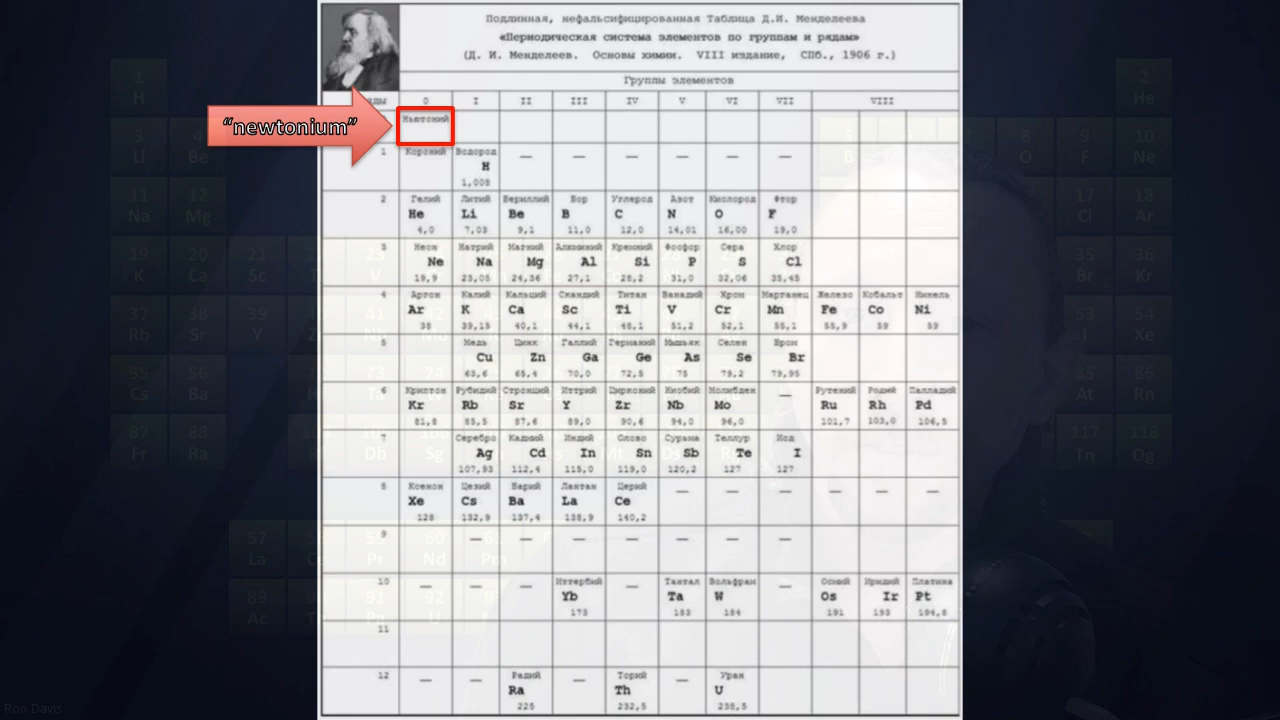 Подлинная, нефальсифицированная Таблица Д.И. Менделеева
«Периодическая система элементов по группам и рядам»
(Д. И. Менделеев. Основы химии. VIII издание, СПб., 1906 г.)
Группы элементов
0 I II III IV V VI VII VIII
"newtonium"
Ньютоний
1 Короний Водород — — — — — —
H
1,008
2 Гелий Литий Бериллий Бор Углерод Азот Кислород Фтор
He Li Be B C N O F
4,0 7,03 9,1 11,0 12,0 14,01 16,00 19,0
3 Неон Натрий Магний Алюминий Кремний Фосфор Сера Хлор
Ne Na Mg Al Si P S Cl
19,9 23,05 24,36 27,1 28,2 31,0 32,06 35,45
4 Аргон Калий Кальций Скандий Титан Ванадий Хром Марганец Железо Кобальт Никель
Ar K Ca Sc Ti V Cr Mn Fe Co Ni
38 39,15 40,1 44,1 48,1 51,2 52,1 55,1 55,9 59 59
5 Медь Цинк Галлий Германий Мышьяк Селен Бром
Cu Zn Ga Ge As Se Br
63,6 65,4 70,0 72,5 75 79,2 79,95
6 Криптон Рубидий Стронций Иттрий Цирконий Ниобий Молибден — Рутений Родий Палладий
Kr Rb Sr Y Zr Nb Mo Ru Rh Pd
81,8 85,5 87,6 89,0 90,6 94,0 96,0 101,7 103,0 106,5
7 Серебро Кадмий Индий Олово Сурьма Теллур Иод
Ag Cd In Sn Sb Te I
107,93 112,4 115,0 119,0 120,2 127 127
8 Ксенон Цезий Барий Лантан Церий — — — — — —
Xe Cs Ba La Ce
128 132,9 137,4 138,9 140,2
9 — — — — — — —
10 — — — Иттербий — Тантал Вольфрам — Осмий Иридий Платина
Yb Ta W Os Ir Pt
173 183 184 191 193 194,8
11
12 — — Радий — Торий — Уран
Ra Th U
225 232,5 238,5
Ron Davis